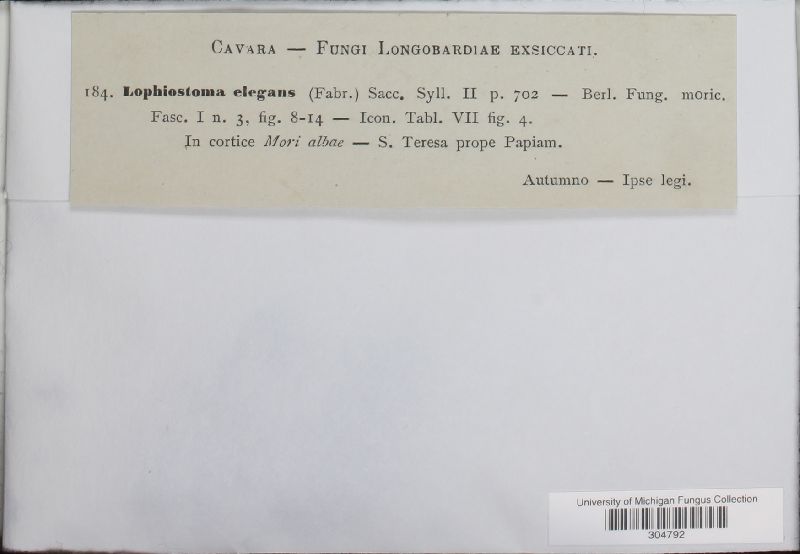 CAVARA — FUNGI LONGOBARDIAE EXSICCATI.
184. Lophiostoma elegans (Fabr.) Sacc. Syll. II p. 702 — Berl. Fung. moric.
Fasc. I n. 3, fig. 8-14 — Icon. Tabl. VII fig. 4.
In cortice Mori albae — S. Teresa prope Papiam.
Autumno — Ipse legi.
University of Michigan Fungus Collection
304792